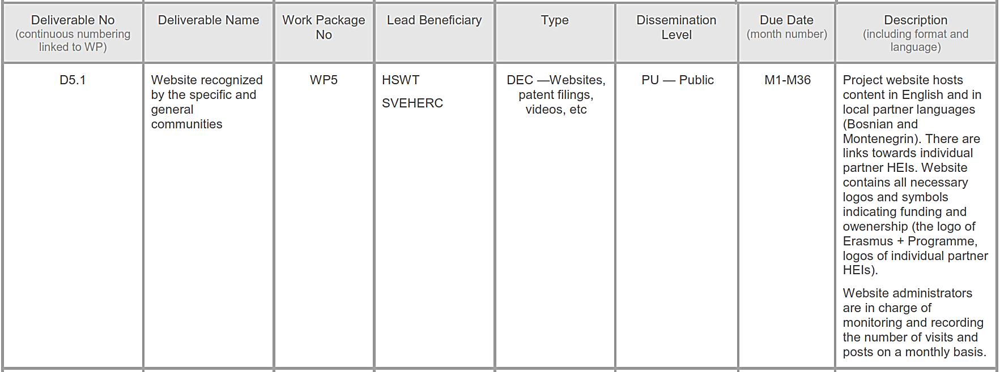 Deliverable No
(continuous numbering
linked to WP)
Deliverable Name
Work Package
No
Lead Beneficiary
Type
Dissemination
Level
Due Date
(month number)
Description
(including format and
language)
D5.1
Website recognized
by the specific and
general
communities
WP5
HSWT
SVEHERC
DEC —Websites,
patent filings,
videos, etc
PU — Public
M1-M36
Project website hosts
content in English and in
local partner languages
(Bosnian and
Montenegrin). There are
links towards individual
partner HEIs. Website
contains all necessary
logos and symbols
indicating funding and
owenership (the logo of
Erasmus + Programme,
logos of individual partner
HEIs).
Website administrators
are in charge of
monitoring and recording
the number of visits and
posts on a monthly basis.